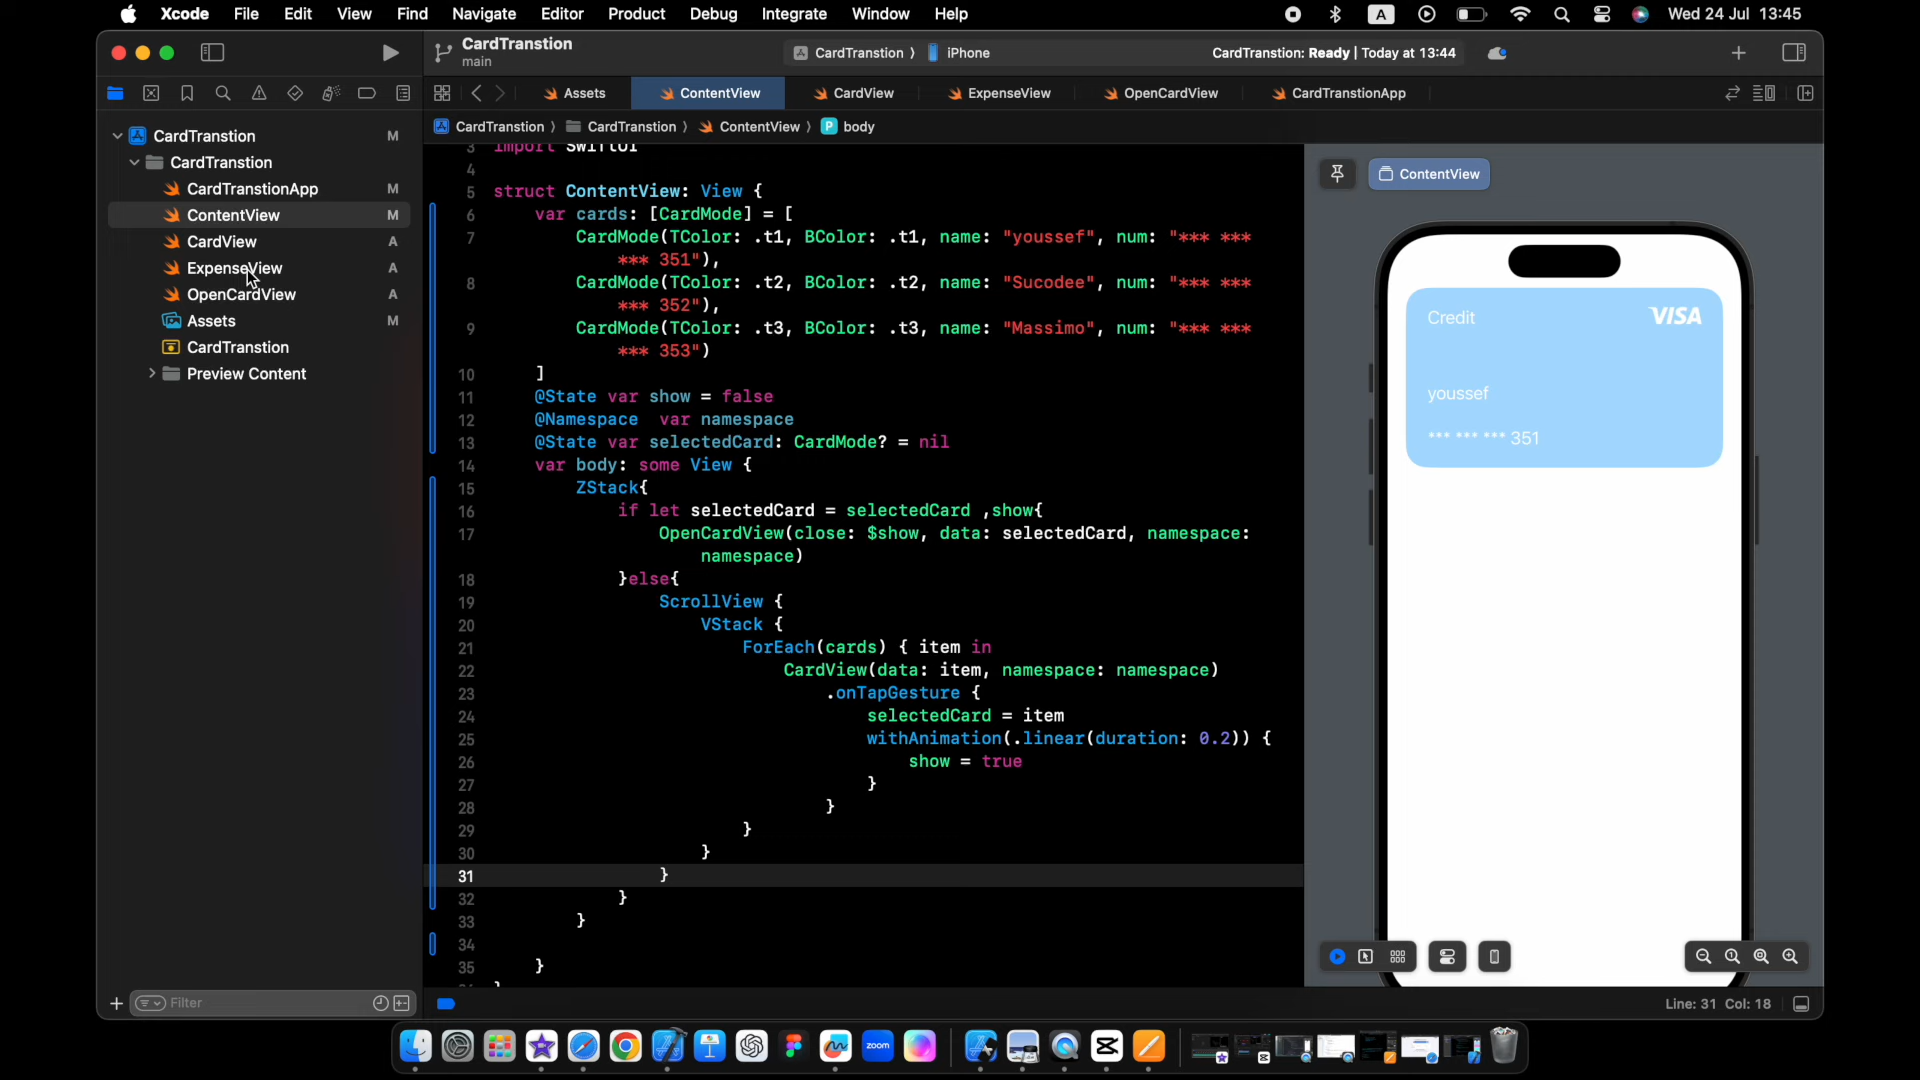 Xcode File Edit View Find Navigate Editor Product Debug Integrate Window Help A Wed 24 Jul 13:45
CardTranstion
main
CardTranstion ⟩ iPhone
CardTranstion: Ready | Today at 13:44
Assets ContentView CardView ExpenseView OpenCardView CardTranstionApp
CardTranstion ⟩ CardTranstion ⟩ ContentView ⟩ P body
CardTranstion M
CardTranstion
CardTranstionApp M
ContentView M
CardView A
ExpenseView A
OpenCardView A
Assets M
CardTranstion
Preview Content
Filter
3 import SwiftUI
4
5 struct ContentView: View {
6 var cards: [CardMode] = [
7 CardMode(TColor: .t1, BColor: .t1, name: "youssef", num: "*** ***
*** 351"),
8 CardMode(TColor: .t2, BColor: .t2, name: "Sucodee", num: "*** ***
*** 352"),
9 CardMode(TColor: .t3, BColor: .t3, name: "Massimo", num: "*** ***
*** 353")
10 ]
11 @State var show = false
12 @Namespace  var namespace
13 @State var selectedCard: CardMode? = nil
14 var body: some View {
15 ZStack{
16 if let selectedCard = selectedCard ,show{
17 OpenCardView(close: $show, data: selectedCard, namespace:
namespace)
18 }else{
19 ScrollView {
20 VStack {
21 ForEach(cards) { item in
22 CardView(data: item, namespace: namespace)
23 .onTapGesture {
24 selectedCard = item
25 withAnimation(.linear(duration: 0.2)) {
26 show = true
27 }
28 }
29 }
30 }
31 }
32 }
33 }
34
35 }
ContentView
Credit VISA
youssef
*** *** *** 351
Line: 31 Col: 18
zoom